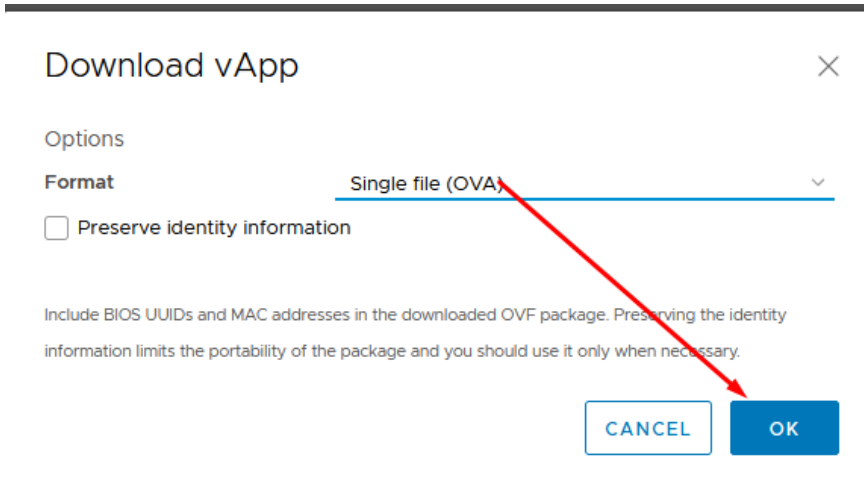 Download vApp
Options
Format Single file (OVA)
Preserve identity information
Include BIOS UUIDs and MAC addresses in the downloaded OVF package. Preserving the identity
information limits the portability of the package and you should use it only when necessary.
CANCEL OK